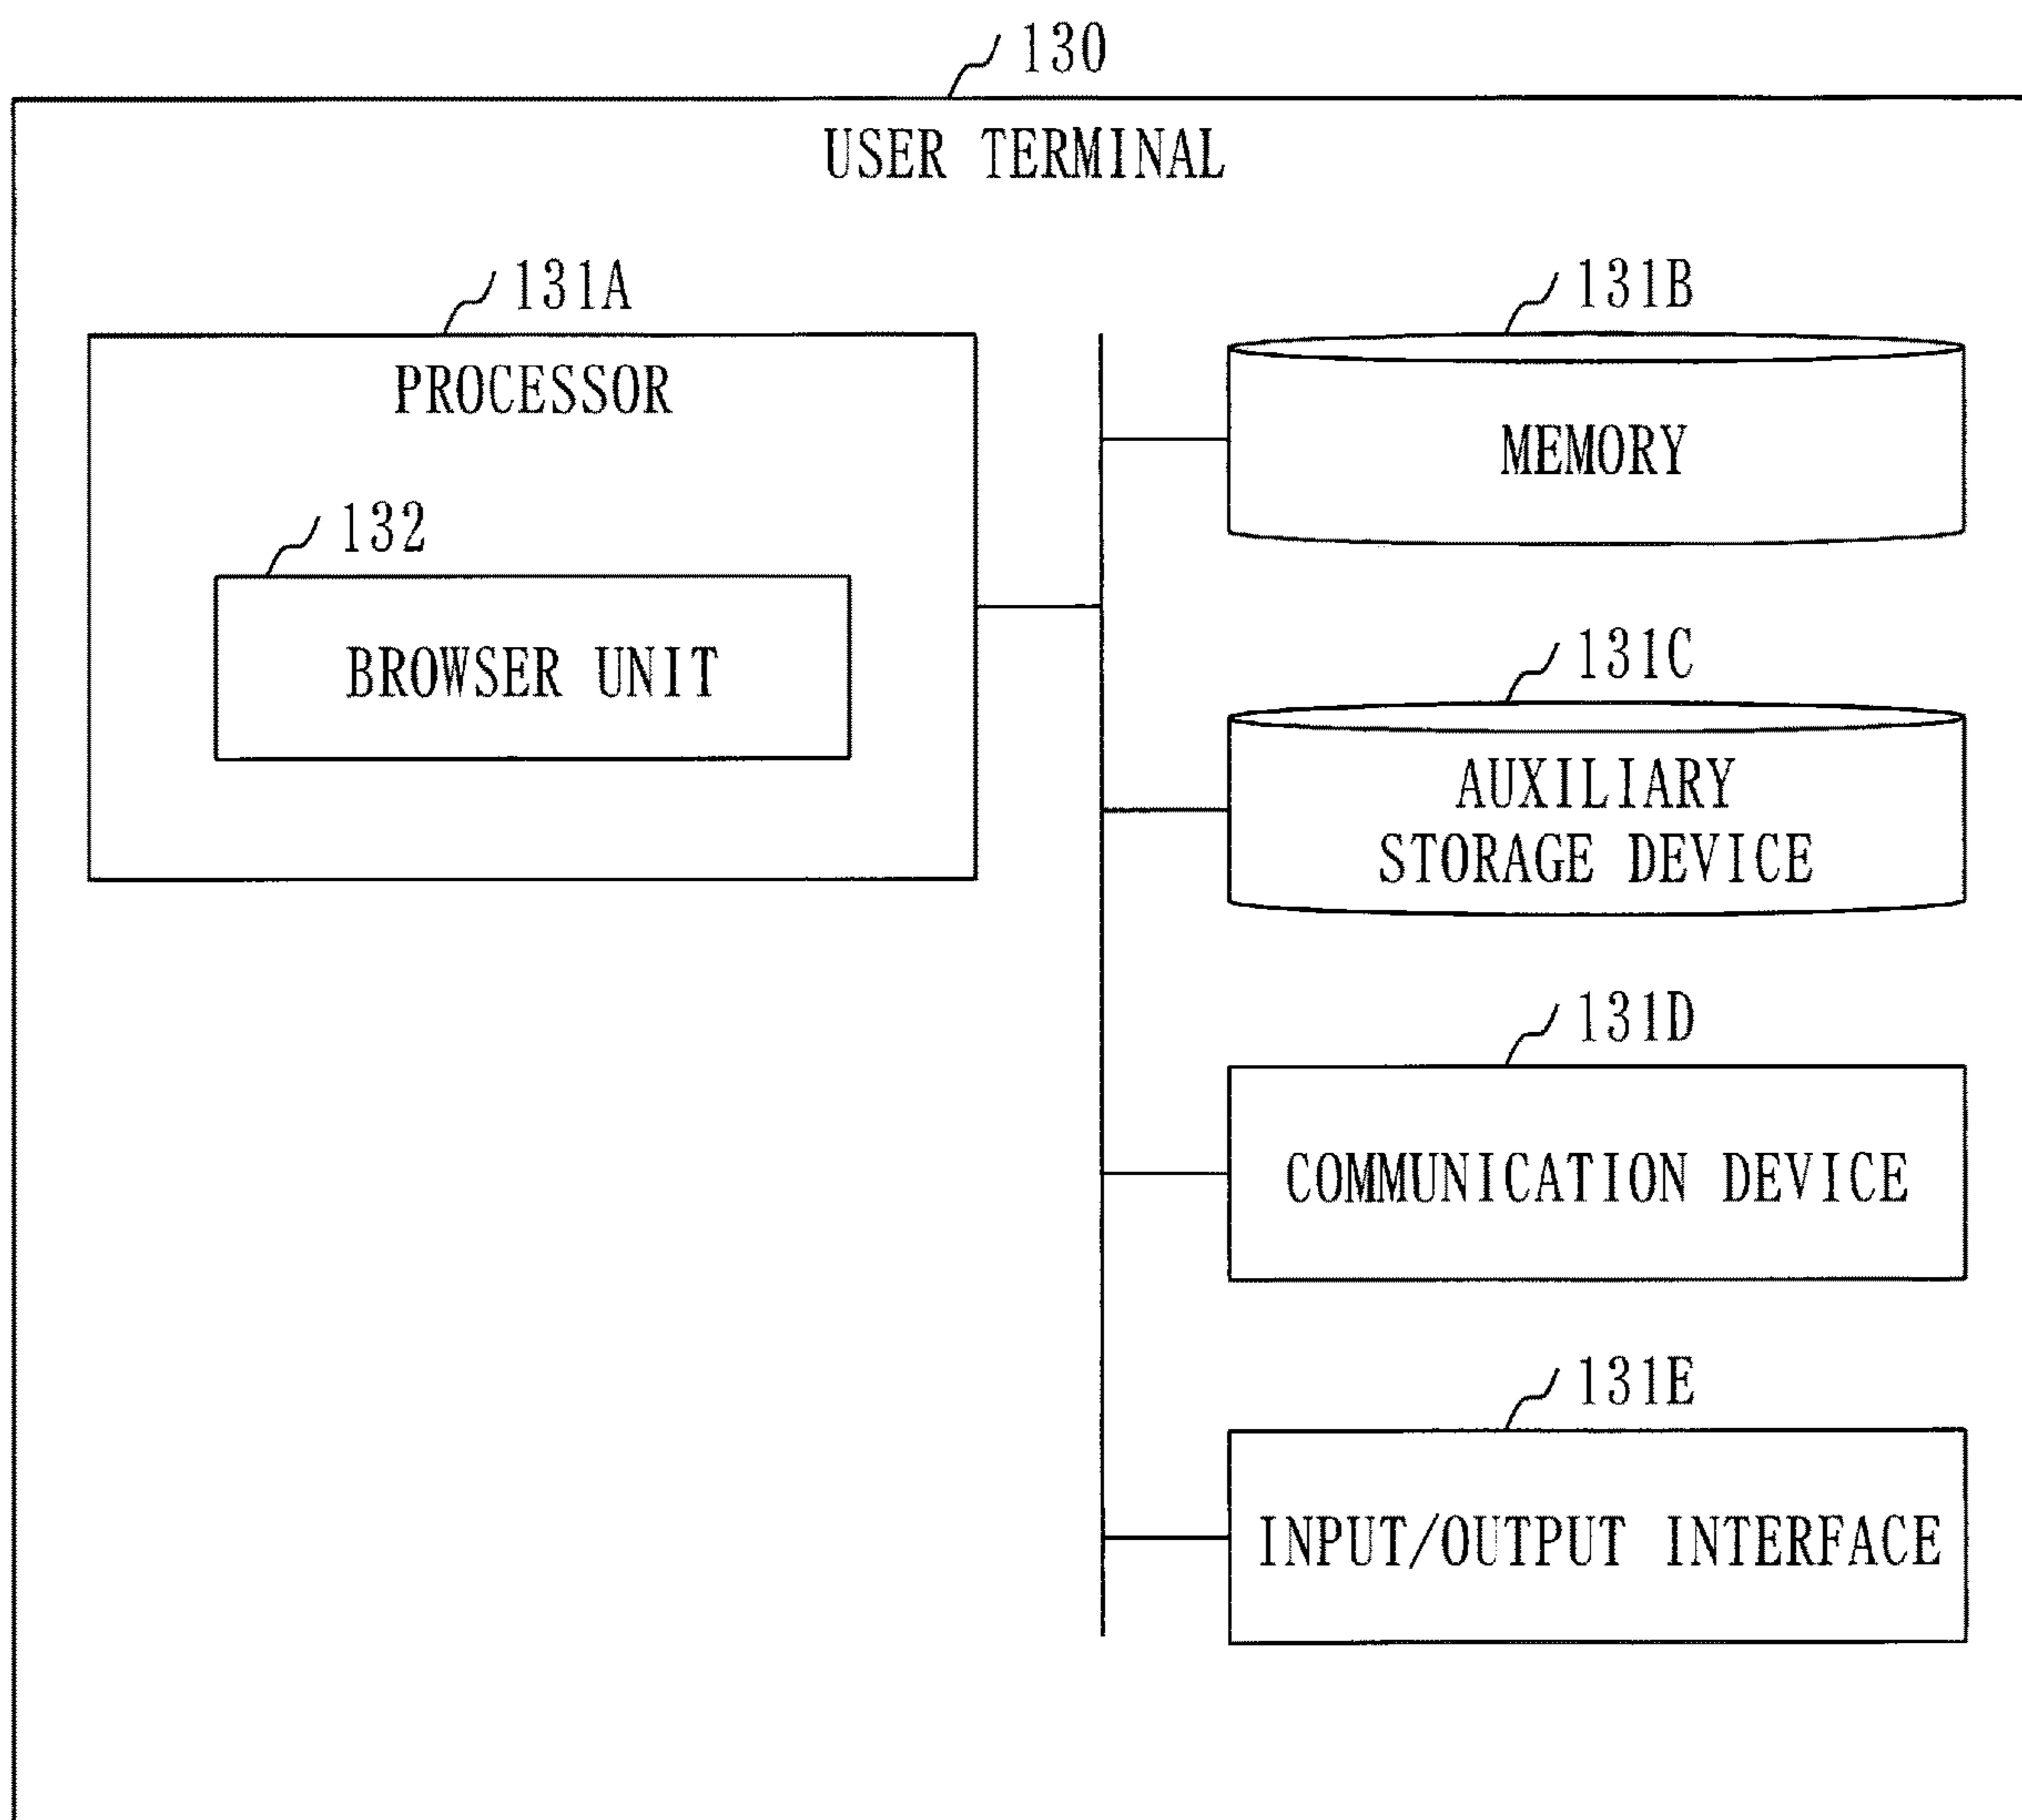 130
USER TERMINAL
131A
PROCESSOR
132
BROWSER UNIT
131B
MEMORY
131C
AUXILIARY
STORAGE DEVICE
131D
COMMUNICATION DEVICE
131E
INPUT/OUTPUT INTERFACE